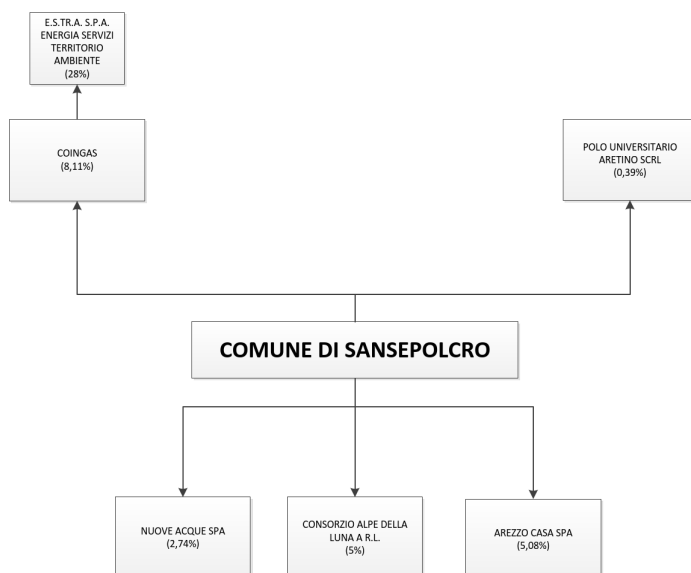 E.S.TR.A. S.P.A.
ENERGIA SERVIZI
TERRITORIO
AMBIENTE
(28%)
COINGAS
(8,11%)
POLO UNIVERSITARIO
ARETINO SCRL
(0,39%)
COMUNE DI SANSEPOLCRO
NUOVE ACQUE SPA
(2,74%)
CONSORZIO ALPE DELLA
LUNA A R.L.
(5%)
AREZZO CASA SPA
(5,08%)